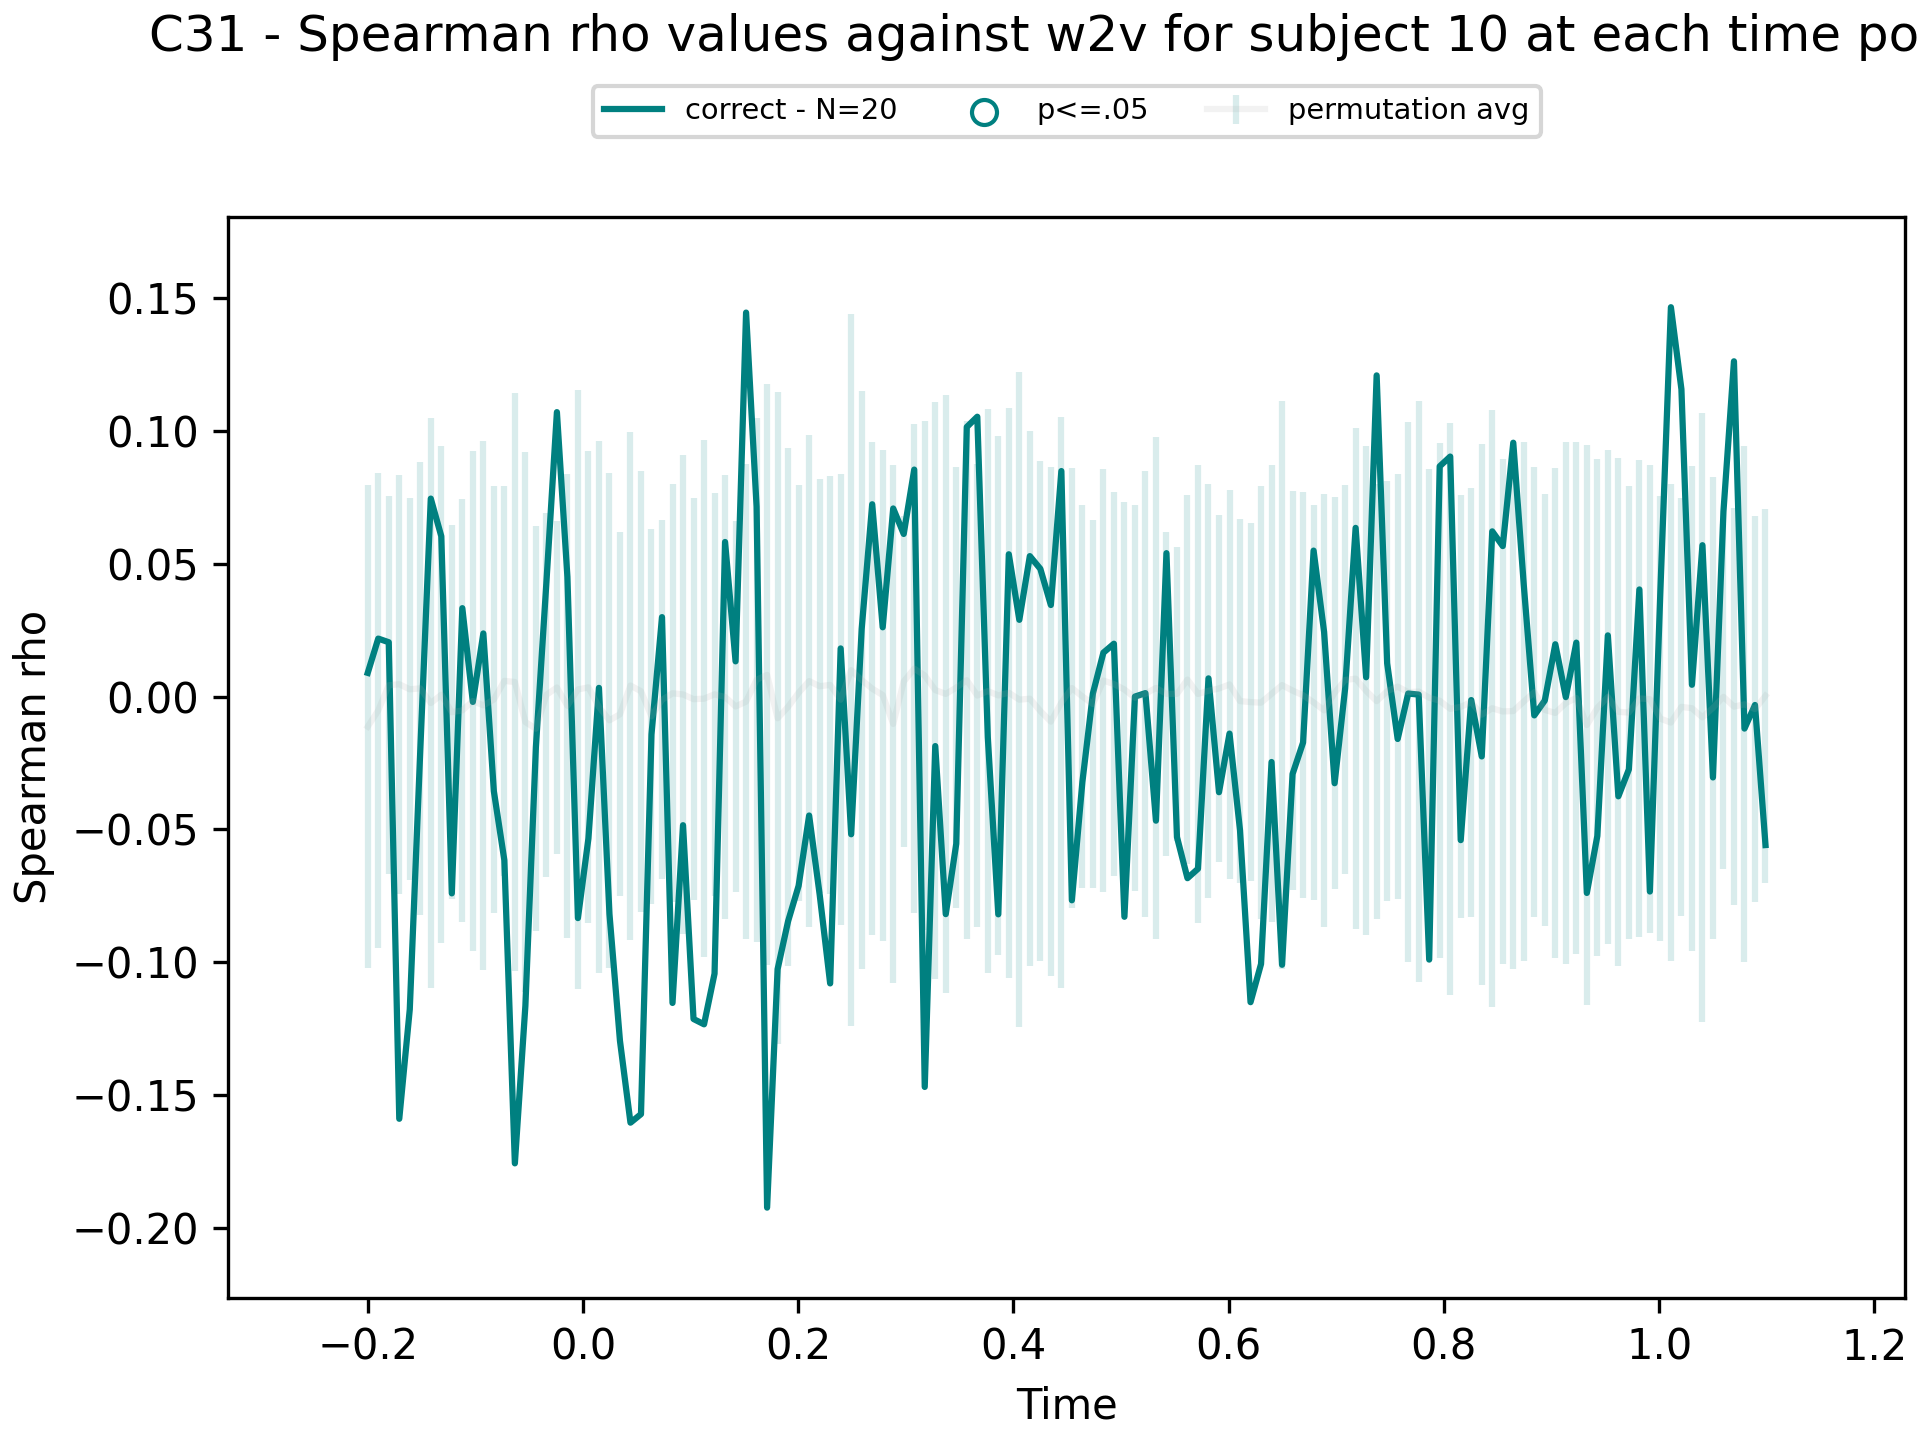 C31 - Spearman rho values against w2v for subject 10 at each time po
correct - N=20 p<=.05 permutation avg
0.15
0.10
0.05
0.00
−0.05
−0.10
−0.15
−0.20
Spearman rho
−0.2 0.0 0.2 0.4 0.6 0.8 1.0 1.2
Time